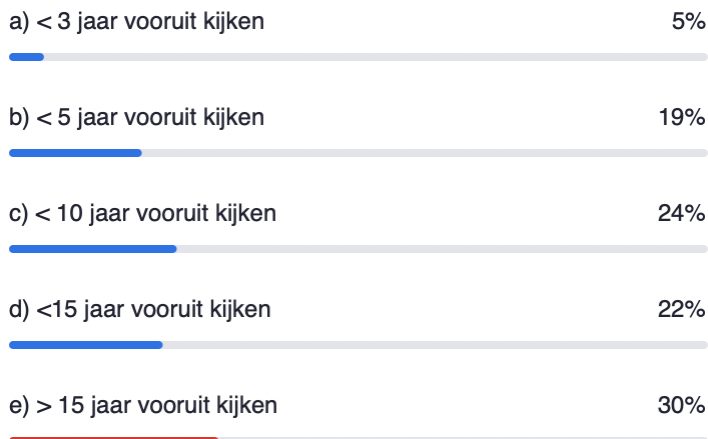 a) < 3 jaar vooruit kijken 5%
b) < 5 jaar vooruit kijken 19%
c) < 10 jaar vooruit kijken 24%
d) <15 jaar vooruit kijken 22%
e) > 15 jaar vooruit kijken 30%